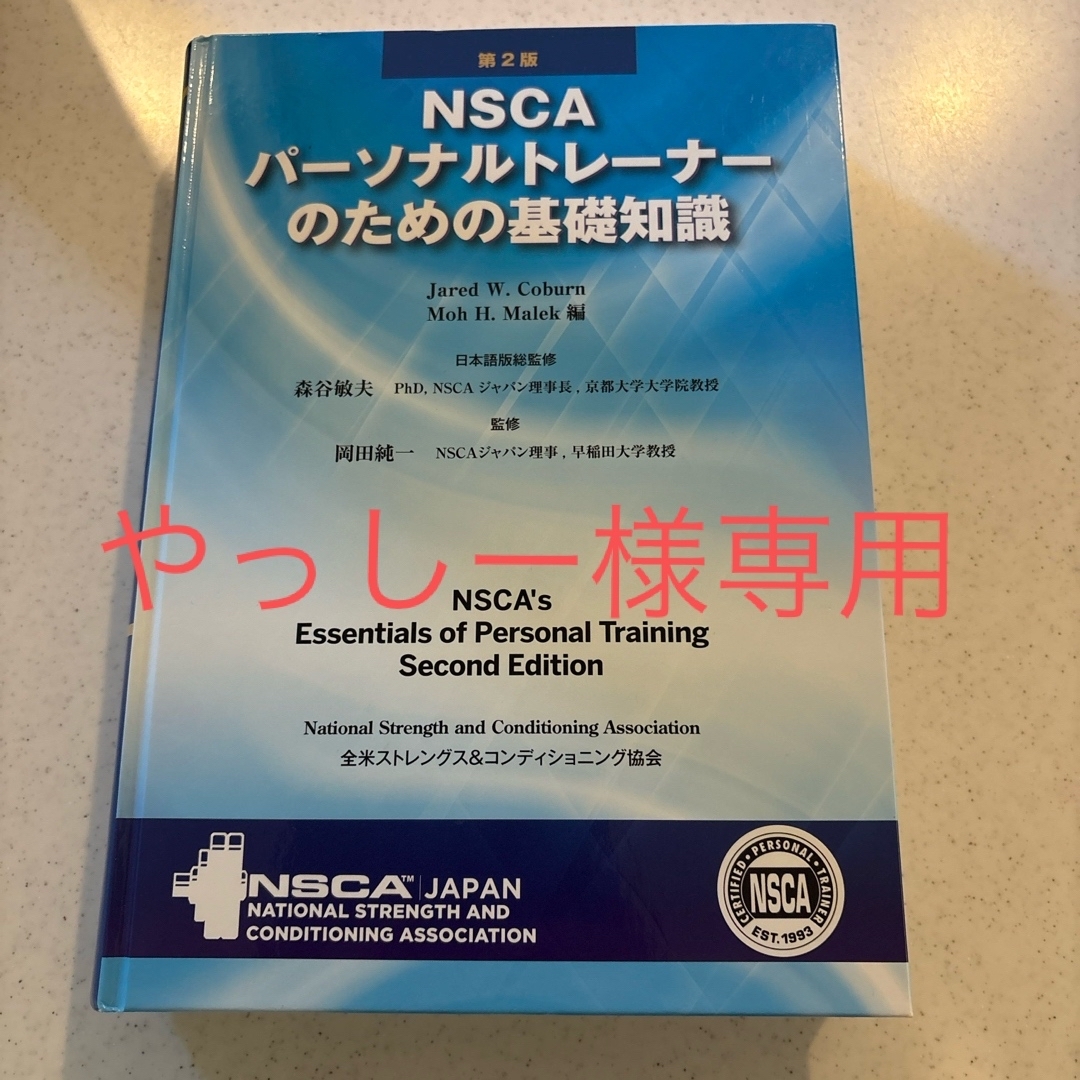 第2版
NSCA
パーソナルトレーナー
のための基礎知識
Jared W. Coburn
Moh H. Malek 編
日本語版総監修
森谷敏夫 PhD, NSCA ジャパン理事長, 京都大学大学院教授
監修
岡田純一 NSCAジャパン理事, 早稲田大学教授
やっしー様専用
NSCA's
Essentials of Personal Training
Second Edition
National Strength and Conditioning Association
全米ストレングス&コンディショニング協会
NSCA™ JAPAN
NATIONAL STRENGTH AND
CONDITIONING ASSOCIATION
CERTIFIED • PERSONAL • TRAINER
NSCA
EST. 1993